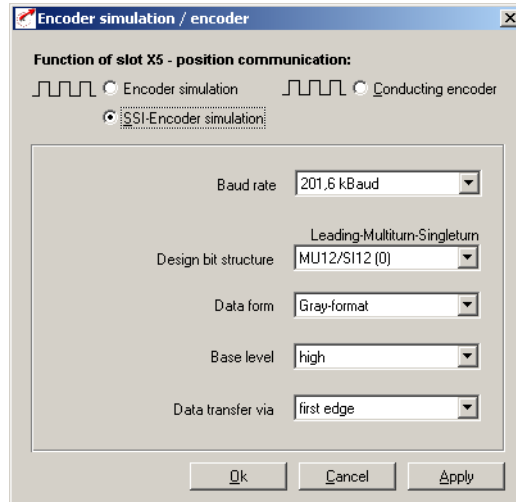 Encoder simulation / encoder
Function of slot X5 - position communication:
Encoder simulation
Conducting encoder
SSI-Encoder simulation
Baud rate
201,6 kBaud
Leading-Multiturn-Singleturn
Design bit structure
MU12/SI12 (0)
Data form
Gray-format
Base level
high
Data transfer via
first edge
Ok
Cancel
Apply